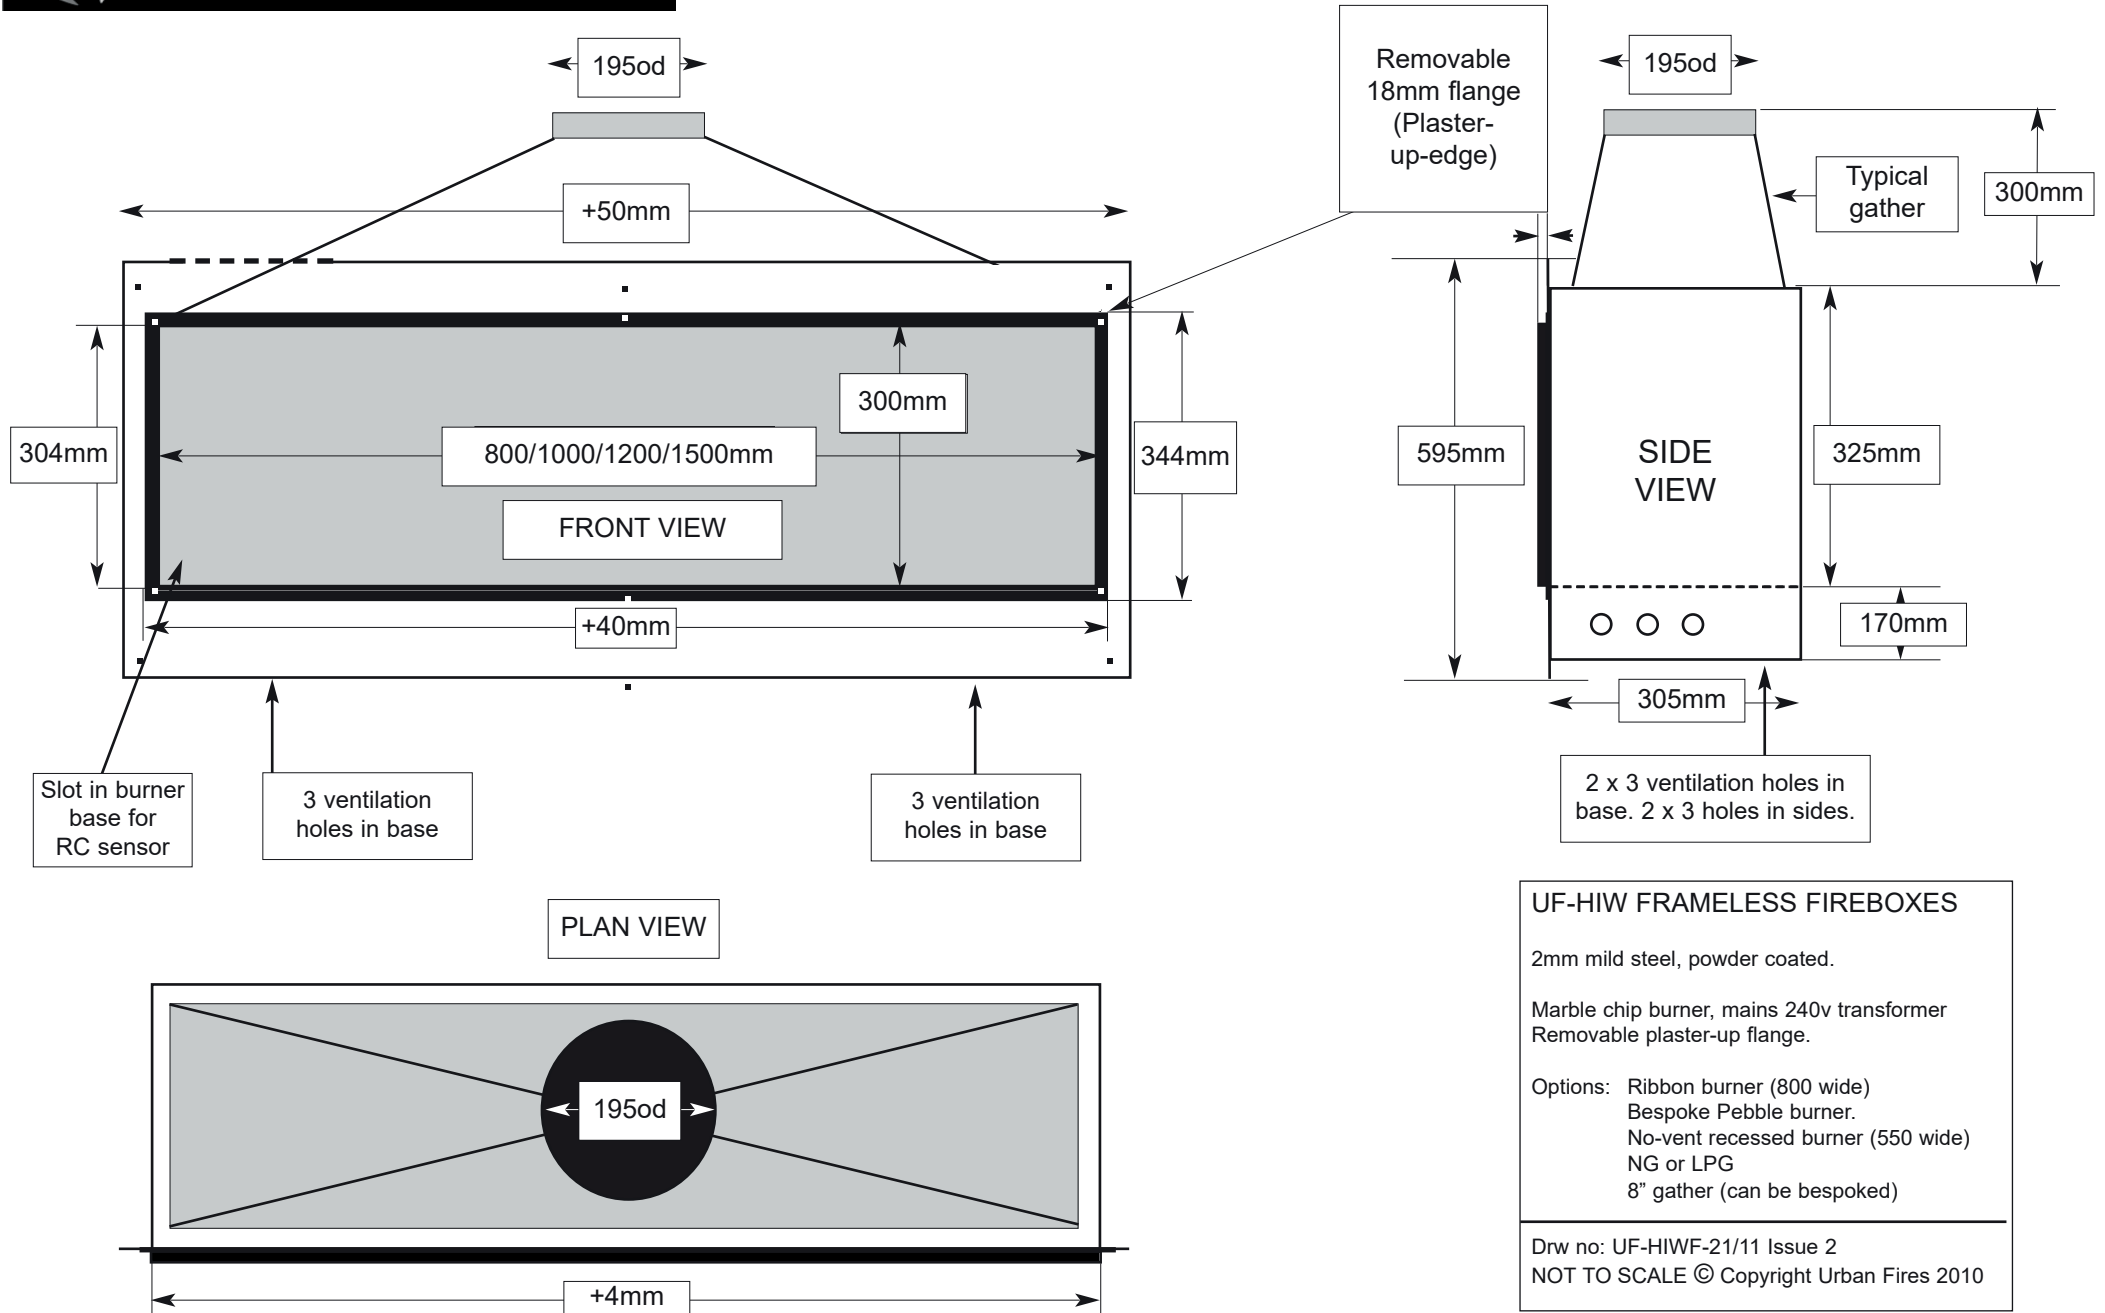 195od
Removable
18mm flange
(Plaster-
up-edge)
195od
Typical
gather
300mm
+50mm
304mm
300mm
800/1000/1200/1500mm
FRONT VIEW
344mm
+40mm
595mm
SIDE
VIEW
325mm
170mm
305mm
Slot in burner
base for
RC sensor
3 ventilation
holes in base
3 ventilation
holes in base
2 x 3 ventilation holes in
base. 2 x 3 holes in sides.
PLAN VIEW
195od
+4mm
UF-HIW FRAMELESS FIREBOXES
2mm mild steel, powder coated.
Marble chip burner, mains 240v transformer
Removable plaster-up flange.
Options: Ribbon burner (800 wide)
Bespoke Pebble burner.
No-vent recessed burner (550 wide)
NG or LPG
8” gather (can be bespoked)
Drw no: UF-HIWF-21/11 Issue 2
NOT TO SCALE © Copyright Urban Fires 2010